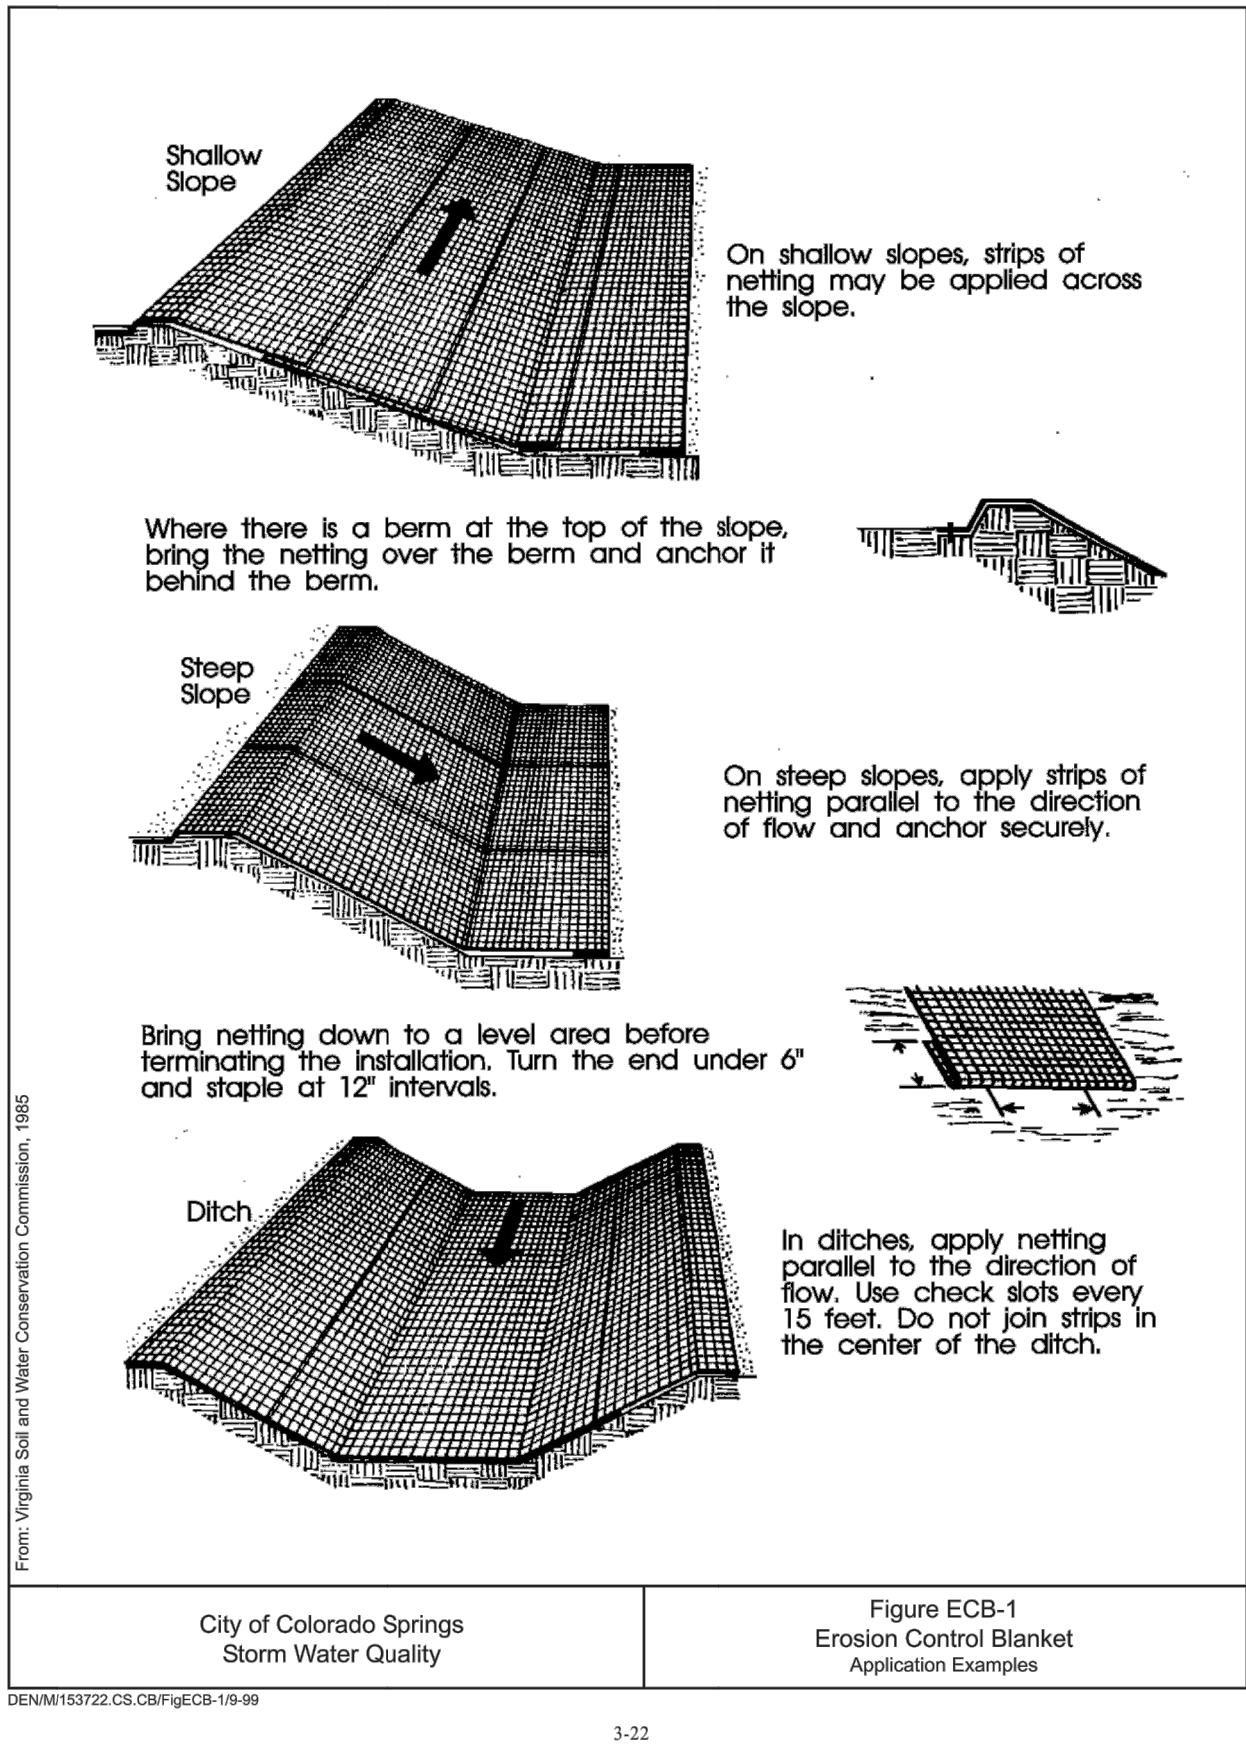 Shallow
Slope
On shallow slopes, strips of
netting may be applied across
the slope.
Where there is a berm at the top of the slope,
bring the netting over the berm and anchor it
behind the berm.
Steep
Slope
On steep slopes, apply strips of
netting parallel to the direction
of flow and anchor securely.
Bring netting down to a level area before
terminating the installation. Turn the end under 6"
and staple at 12" intervals.
Ditch
In ditches, apply netting
parallel to the direction of
flow. Use check slots every
15 feet. Do not join strips in
the center of the ditch.
From: Virginia Soil and Water Conservation Commission, 1985
City of Colorado Springs
Storm Water Quality
Figure ECB-1
Erosion Control Blanket
Application Examples
DEN/M/153722.CS.CB/FigECB-1/9-99
3-22